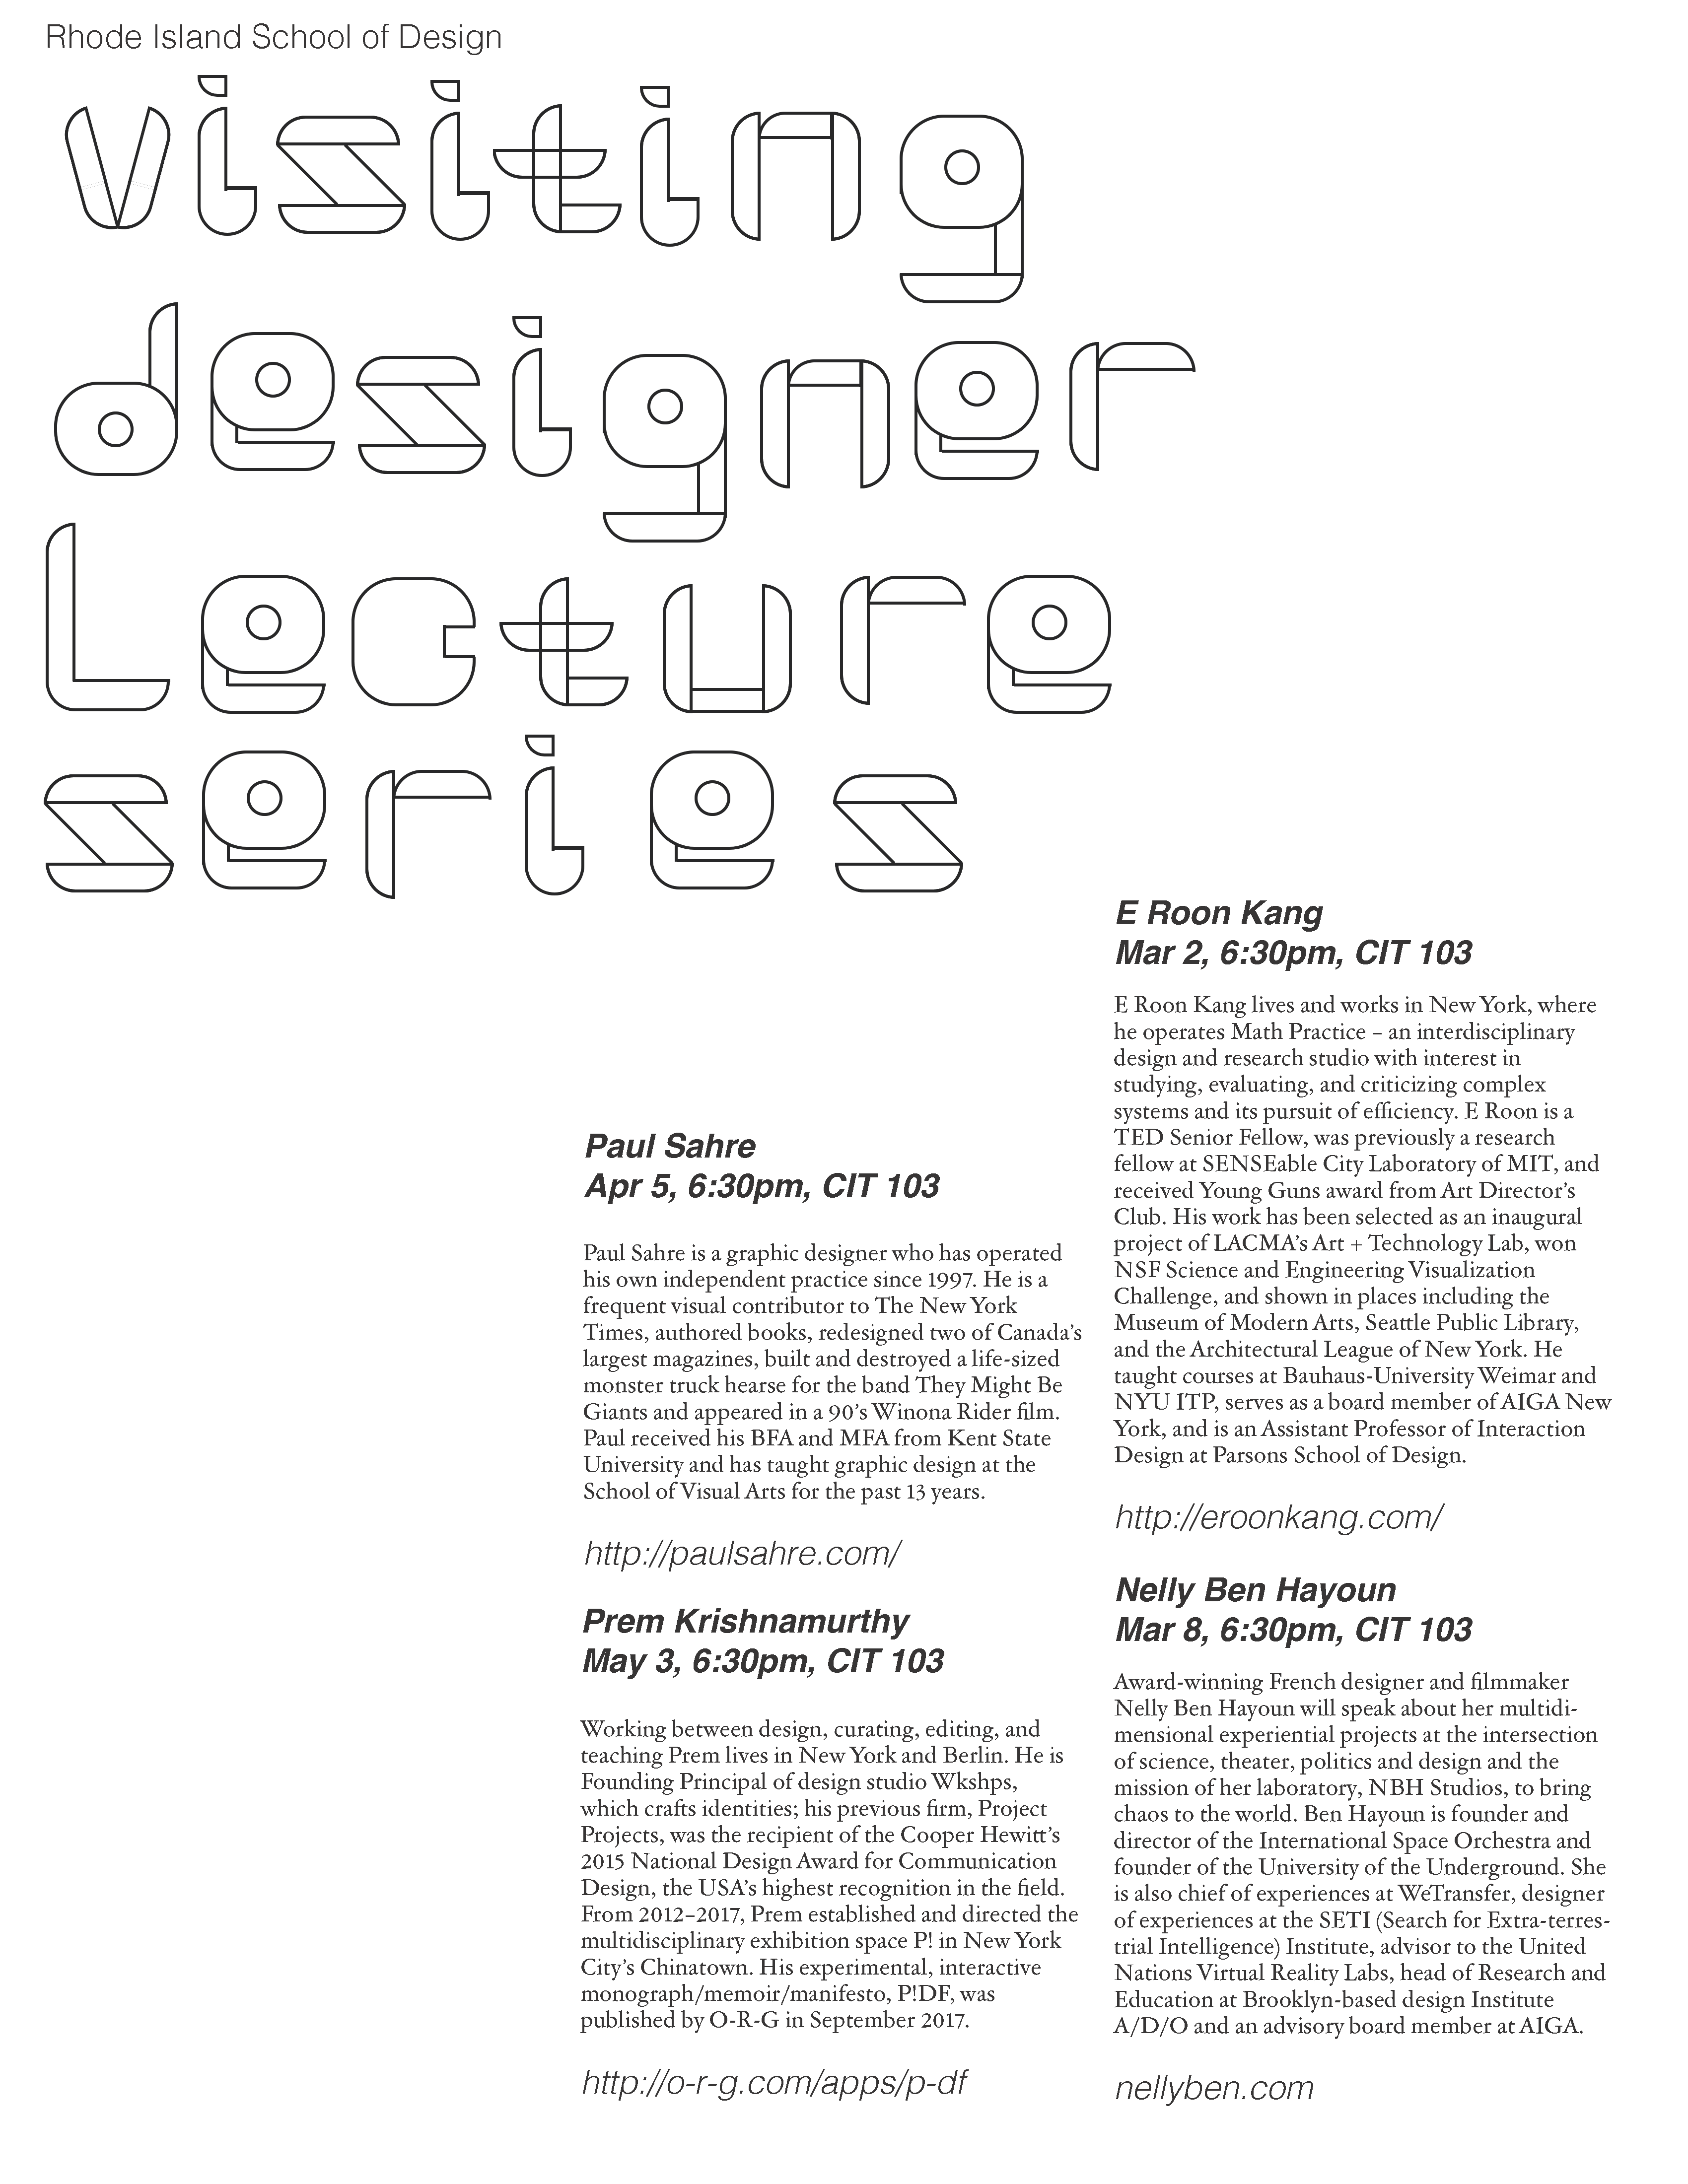 Rhode Island School of Design
visiting
designer
Lecture
series
E Roon Kang
Mar 2, 6:30pm, CIT 103
E Roon Kang lives and works in New York, where
he operates Math Practice – an interdisciplinary
design and research studio with interest in
studying, evaluating, and criticizing complex
systems and its pursuit of efficiency. E Roon is a
TED Senior Fellow, was previously a research
fellow at SENSEable City Laboratory of MIT, and
received Young Guns award from Art Director's
Club. His work has been selected as an inaugural
project of LACMA's Art + Technology Lab, won
NSF Science and Engineering Visualization
Challenge, and shown in places including the
Museum of Modern Arts, Seattle Public Library,
and the Architectural League of New York. He
taught courses at Bauhaus-University Weimar and
NYU ITP, serves as a board member of AIGA New
York, and is an Assistant Professor of Interaction
Design at Parsons School of Design.
http://eroonkang.com/
Nelly Ben Hayoun
Mar 8, 6:30pm, CIT 103
Award-winning French designer and filmmaker
Nelly Ben Hayoun will speak about her multidi-
mensional experiential projects at the intersection
of science, theater, politics and design and the
mission of her laboratory, NBH Studios, to bring
chaos to the world. Ben Hayoun is founder and
director of the International Space Orchestra and
founder of the University of the Underground. She
is also chief of experiences at WeTransfer, designer
of experiences at the SETI (Search for Extra-terres-
trial Intelligence) Institute, advisor to the United
Nations Virtual Reality Labs, head of Research and
Education at Brooklyn-based design Institute
A/D/O and an advisory board member at AIGA.
nellyben.com
Paul Sahre
Apr 5, 6:30pm, CIT 103
Paul Sahre is a graphic designer who has operated
his own independent practice since 1997. He is a
frequent visual contributor to The New York
Times, authored books, redesigned two of Canada's
largest magazines, built and destroyed a life-sized
monster truck hearse for the band They Might Be
Giants and appeared in a 90's Winona Rider film.
Paul received his BFA and MFA from Kent State
University and has taught graphic design at the
School of Visual Arts for the past 13 years.
http://paulsahre.com/
Prem Krishnamurthy
May 3, 6:30pm, CIT 103
Working between design, curating, editing, and
teaching Prem lives in New York and Berlin. He is
Founding Principal of design studio Wkshps,
which crafts identities; his previous firm, Project
Projects, was the recipient of the Cooper Hewitt's
2015 National Design Award for Communication
Design, the USA's highest recognition in the field.
From 2012–2017, Prem established and directed the
multidisciplinary exhibition space P! in New York
City's Chinatown. His experimental, interactive
monograph/memoir/manifesto, P!DF, was
published by O-R-G in September 2017.
http://o-r-g.com/apps/p-df